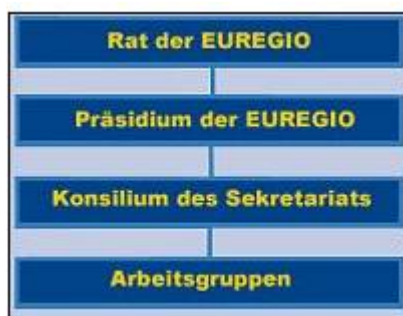 Rat der EUREGIO
Präsidium der EUREGIO
Konsilium des Sekretariats
Arbeitsgruppen